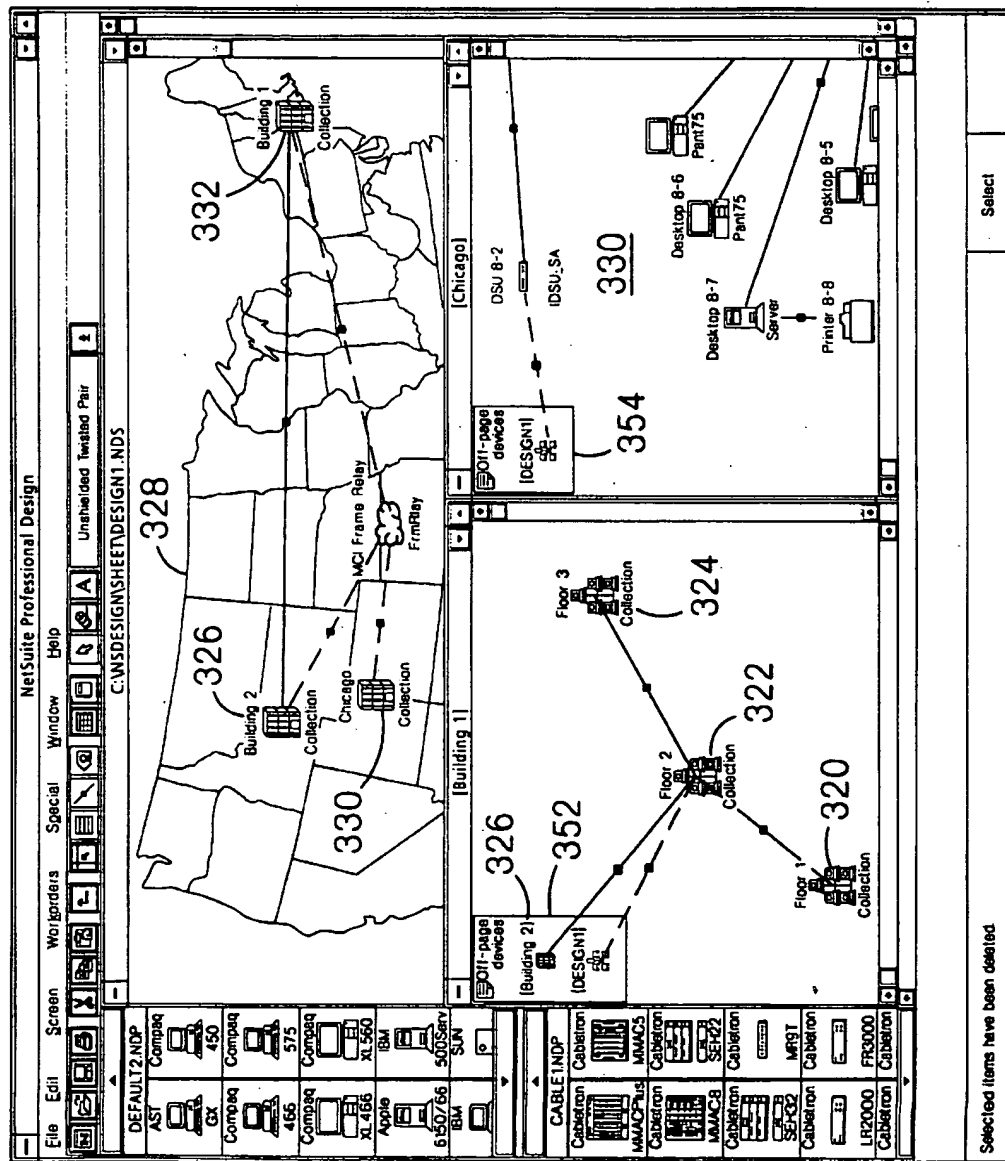 NetSuite Professional Design
File Edit Screen Workorders Special Window Help
Unshielded Twisted Pair
DEFAULT2.NDP
AST
GX
Compaq
450
Compaq
466
Compaq
575
Compaq
XL466
Compaq
XL560
Apple
6150/66
IBM
500Serv
IBM
SUN
CABLE1.NDP
Cabletron
MMACPlus
Cabletron
MMAC5
Cabletron
MMAC8
Cabletron
SEH22
Cabletron
SEH32
Cabletron
MR9T
Cabletron
LR2000
Cabletron
FR3000
Cabletron
Cabletron
C:\NSDESIGN\SHEET\DESIGN1.NDS
328
326
Building 2
Collection
Chicago
Collection
330
MCI Frame Relay
FrmRlay
332
Building 1
Collection
[Building 1]
Off-page
devices
[Building 2]
[DESIGN1]
326
352
Floor 3
Collection
324
Floor 2
Collection
322
Floor 1
Collection
320
[Chicago]
Off-page
devices
[DESIGN1]
354
DSU 8-2
IDSU_SA
330
Pant75
Desktop 8-6
Pant75
Desktop 8-7
Server
Printer 8-8
Desktop 8-5
Selected items have been deleted.
Select